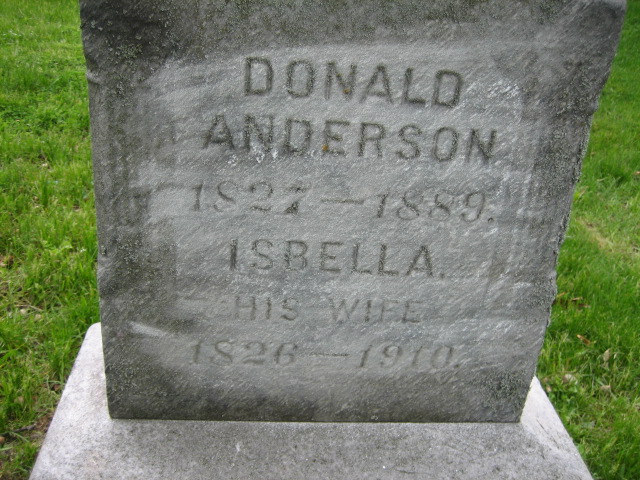 DONALD
ANDERSON
1827—1889.
ISBELLA.
HIS WIFE
1826—1910.